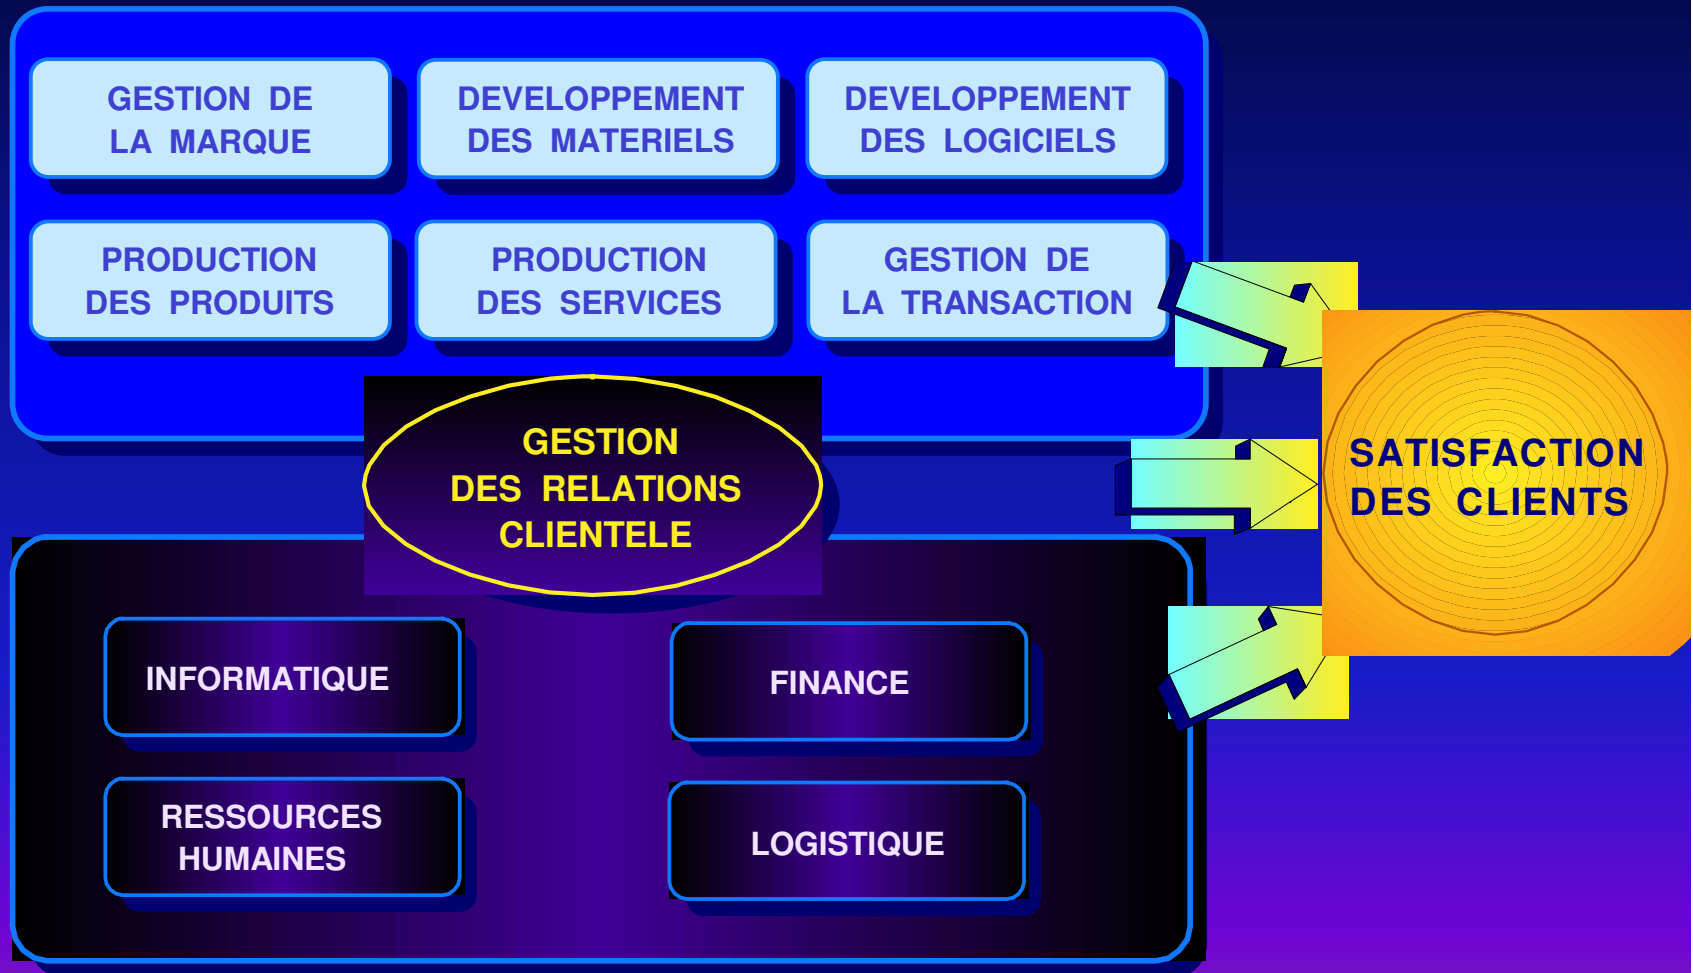 GESTION DE
LA MARQUE
DEVELOPPEMENT
DES MATERIELS
DEVELOPPEMENT
DES LOGICIELS
PRODUCTION
DES PRODUITS
PRODUCTION
DES SERVICES
GESTION DE
LA TRANSACTION
GESTION
DES RELATIONS
CLIENTELE
SATISFACTION
DES CLIENTS
INFORMATIQUE
FINANCE
RESSOURCES
HUMAINES
LOGISTIQUE